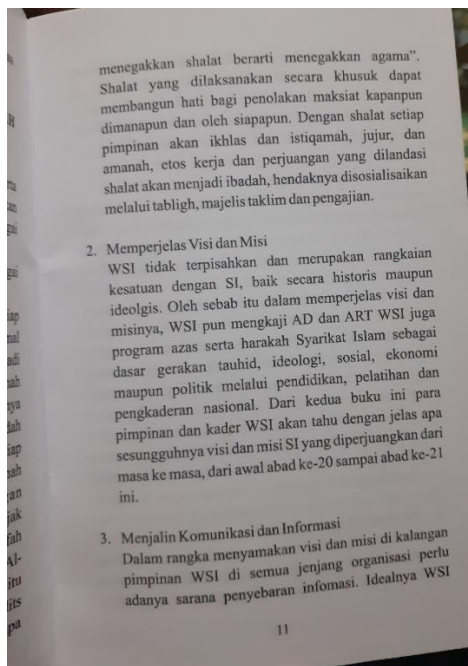 menegakkan shalat berarti menegakkan agama”.
Shalat yang dilaksanakan secara khusuk dapat
membangun hati bagi penolakan maksiat kapanpun
dimanapun dan oleh siapapun. Dengan shalat setiap
pimpinan akan ikhlas dan istiqamah, jujur, dan
amanah, etos kerja dan perjuangan yang dilandasi
shalat akan menjadi ibadah, hendaknya disosialisaikan
melalui tabligh, majelis taklim dan pengajian.
2. Memperjelas Visi dan Misi
WSI tidak terpisahkan dan merupakan rangkaian
kesatuan dengan SI, baik secara historis maupun
ideolgis. Oleh sebab itu dalam memperjelas visi dan
misinya, WSI pun mengkaji AD dan ART WSI juga
program azas serta harakah Syarikat Islam sebagai
dasar gerakan tauhid, ideologi, sosial, ekonomi
maupun politik melalui pendidikan, pelatihan dan
pengkaderan nasional. Dari kedua buku ini para
pimpinan dan kader WSI akan tahu dengan jelas apa
sesungguhnya visi dan misi SI yang diperjuangkan dari
masa ke masa, dari awal abad ke-20 sampai abad ke-21
ini.
3. Menjalin Komunikasi dan Informasi
Dalam rangka menyamakan visi dan misi di kalangan
pimpinan WSI di semua jenjang organisasi perlu
adanya sarana penyebaran infomasi. Idealnya WSI
11